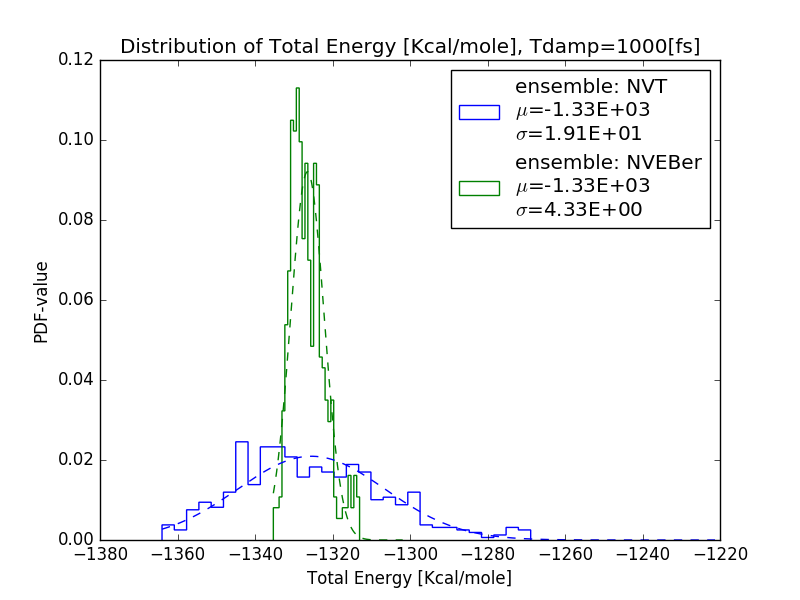 Distribution of Total Energy [Kcal/mole], Tdamp=1000[fs]
0.12
0.10
0.08
0.06
0.04
0.02
0.00
PDF-value
ensemble: NVT
μ=-1.33E+03
σ=1.91E+01
ensemble: NVEBer
μ=-1.33E+03
σ=4.33E+00
−1380 −1360 −1340 −1320 −1300 −1280 −1260 −1240 −1220
Total Energy [Kcal/mole]